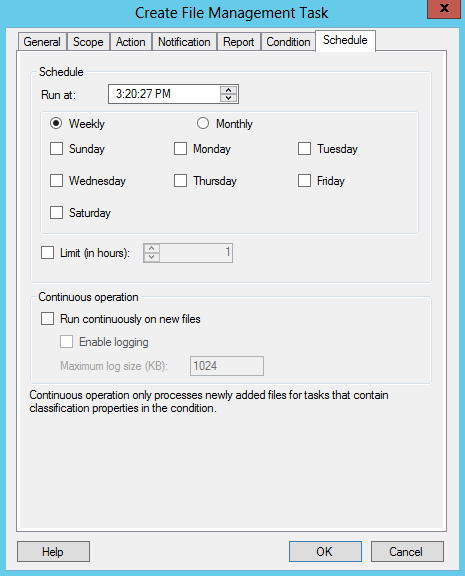 Create File Management Task
x
General Scope Action Notification Report Condition Schedule
Schedule
Run at: 3:20:27 PM
Weekly Monthly
Sunday Monday Tuesday
Wednesday Thursday Friday
Saturday
Limit (in hours): 1
Continuous operation
Run continuously on new files
Enable logging
Maximum log size (KB): 1024
Continuous operation only processes newly added files for tasks that contain
classification properties in the condition.
Help OK Cancel